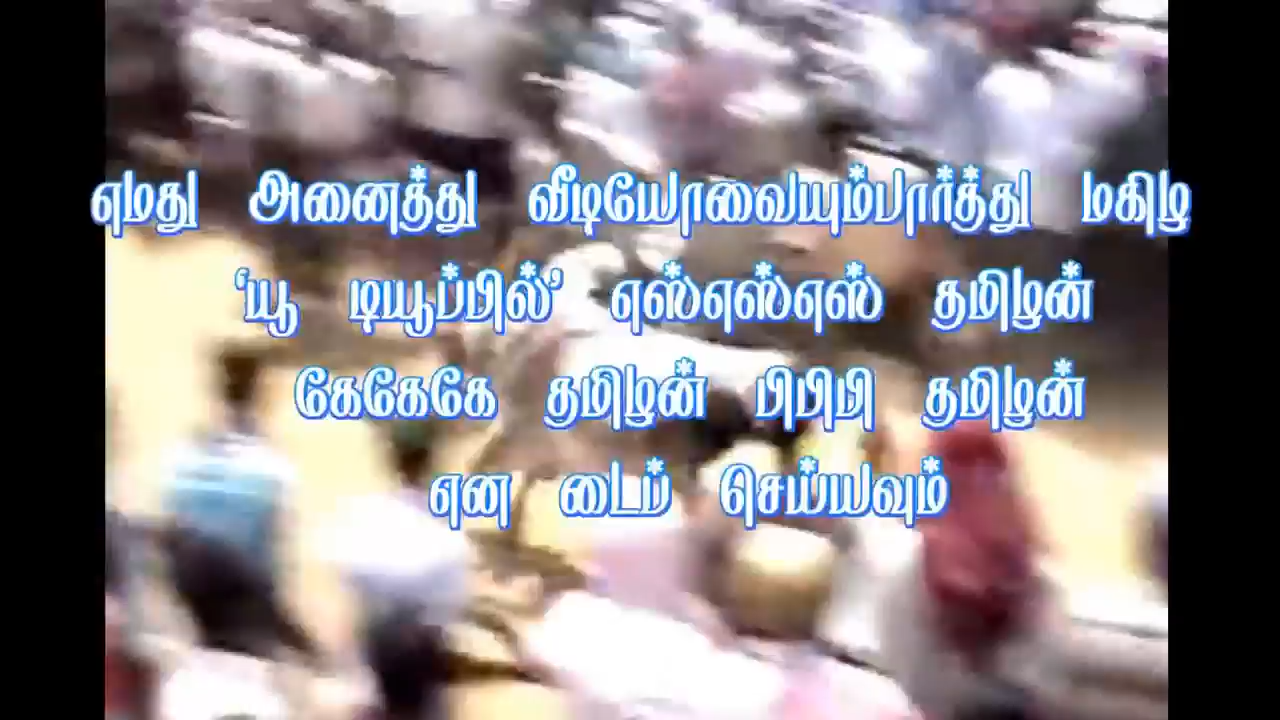 எமது அனைத்து வீடியோவையும்பார்த்து மகிழ
‘யூ டியூப்பில்’ எஸ்எஸ்எஸ் தமிழன்
கேகேகே தமிழன் பிபிபி தமிழன்
என டைப் செய்யவும்